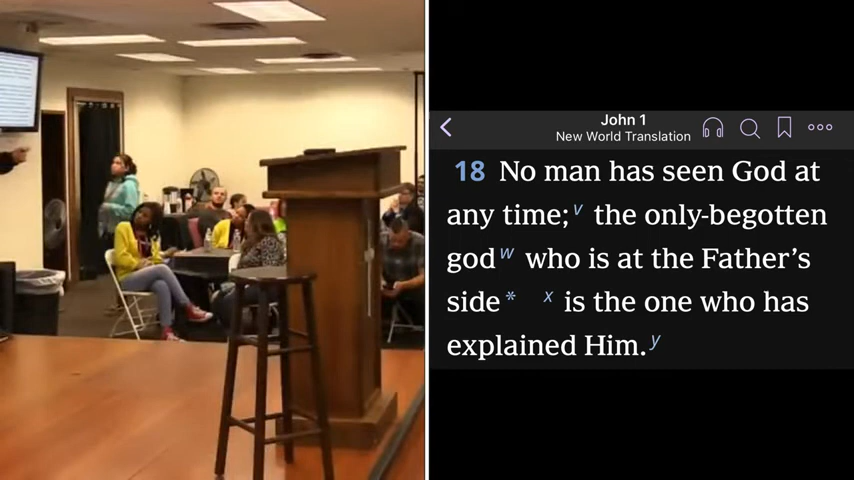 John 1
New World Translation
18 No man has seen God at
any time;v the only-begotten
godw who is at the Father's
side* x is the one who has
explained Him.y